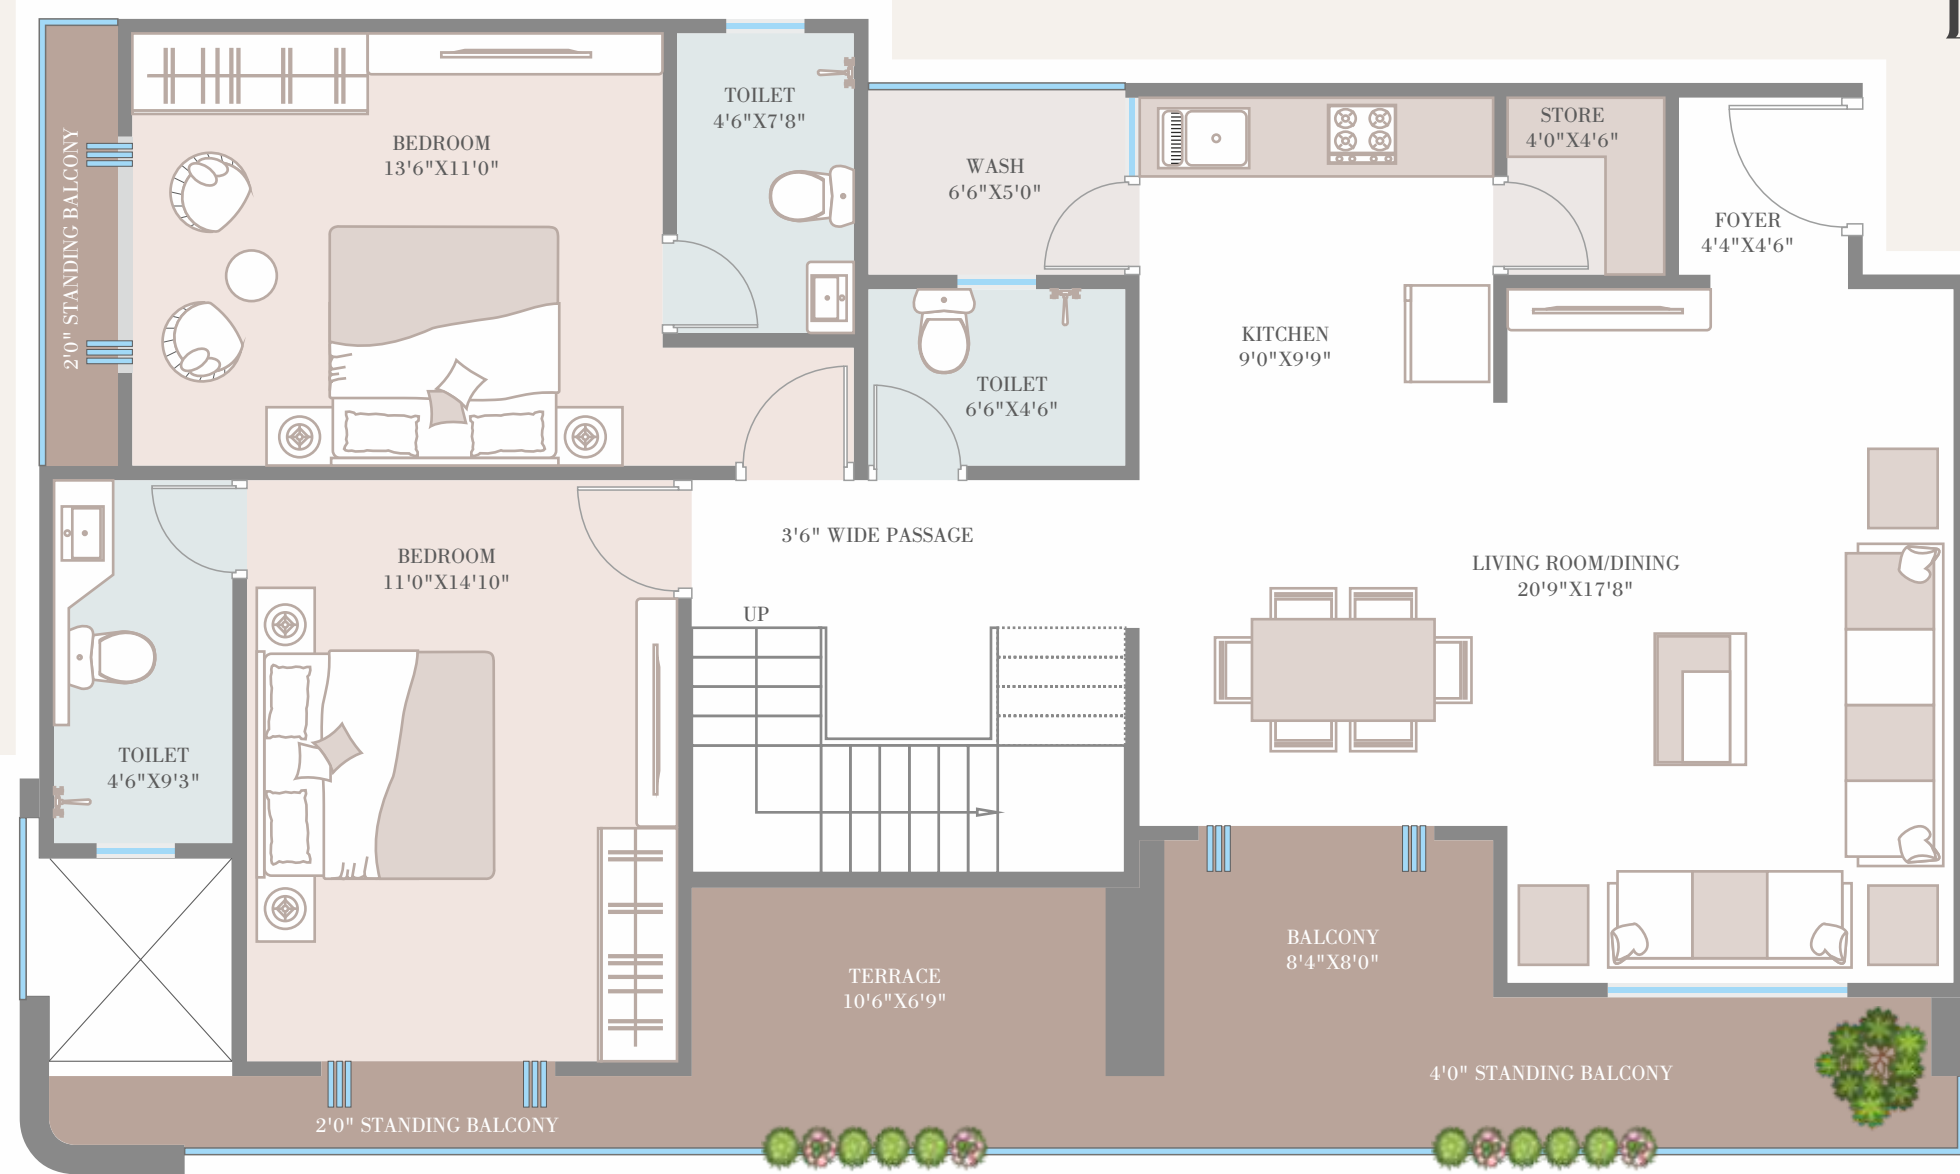 TOILET
4'6"X7'8"
STORE
4'0"X4'6"
BEDROOM
13'6"X11'0"
WASH
6'6"X5'0"
FOYER
4'4"X4'6"
2'0" STANDING BALCONY
KITCHEN
9'0"X9'9"
TOILET
6'6"X4'6"
3'6" WIDE PASSAGE
BEDROOM
11'0"X14'10"
LIVING ROOM/DINING
20'9"X17'8"
UP
TOILET
4'6"X9'3"
BALCONY
8'4"X8'0"
TERRACE
10'6"X6'9"
4'0" STANDING BALCONY
2'0" STANDING BALCONY